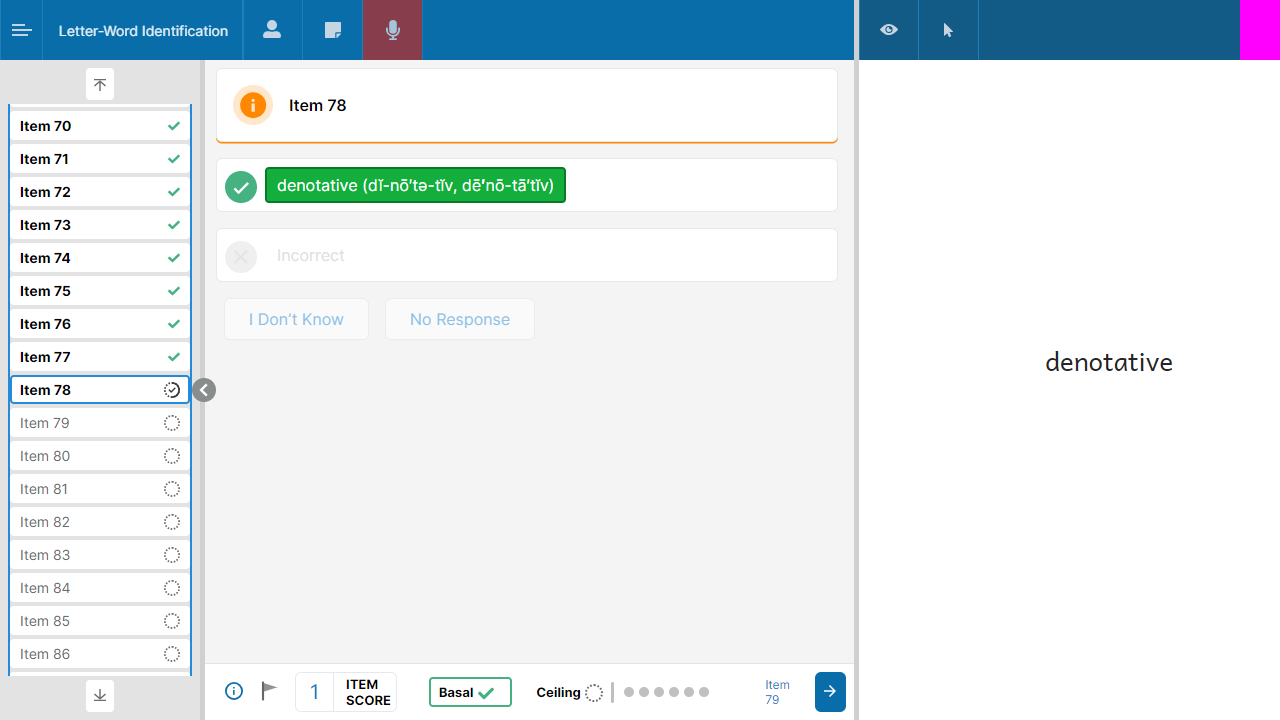 Letter-Word Identification
Item 70
Item 71
Item 72
Item 73
Item 74
Item 75
Item 76
Item 77
Item 78
Item 79
Item 80
Item 81
Item 82
Item 83
Item 84
Item 85
Item 86
Item 78
denotative (dĭ-nō′tə-tĭv, dē′nō-tā′tĭv)
Incorrect
I Don't Know
No Response
1
ITEM
SCORE
Basal
Ceiling
Item
79
denotative